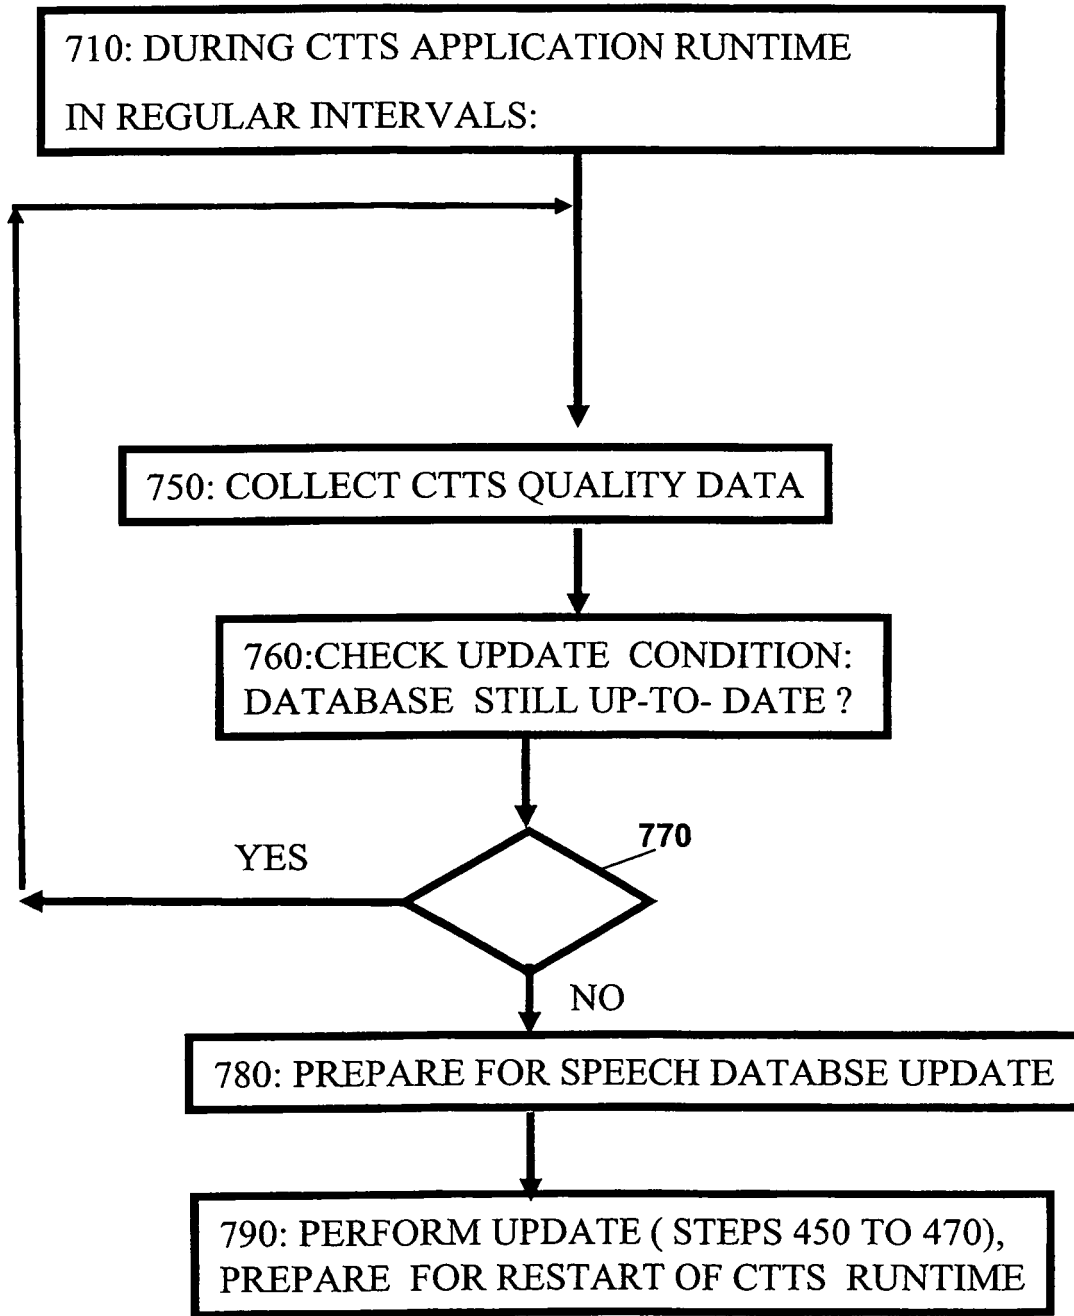 710: DURING CTTS APPLICATION RUNTIME
IN REGULAR INTERVALS:
750: COLLECT CTTS QUALITY DATA
760:CHECK UPDATE CONDITION:
DATABASE STILL UP-TO- DATE ?
770
YES
NO
780: PREPARE FOR SPEECH DATABSE UPDATE
790: PERFORM UPDATE ( STEPS 450 TO 470),
PREPARE FOR RESTART OF CTTS RUNTIME